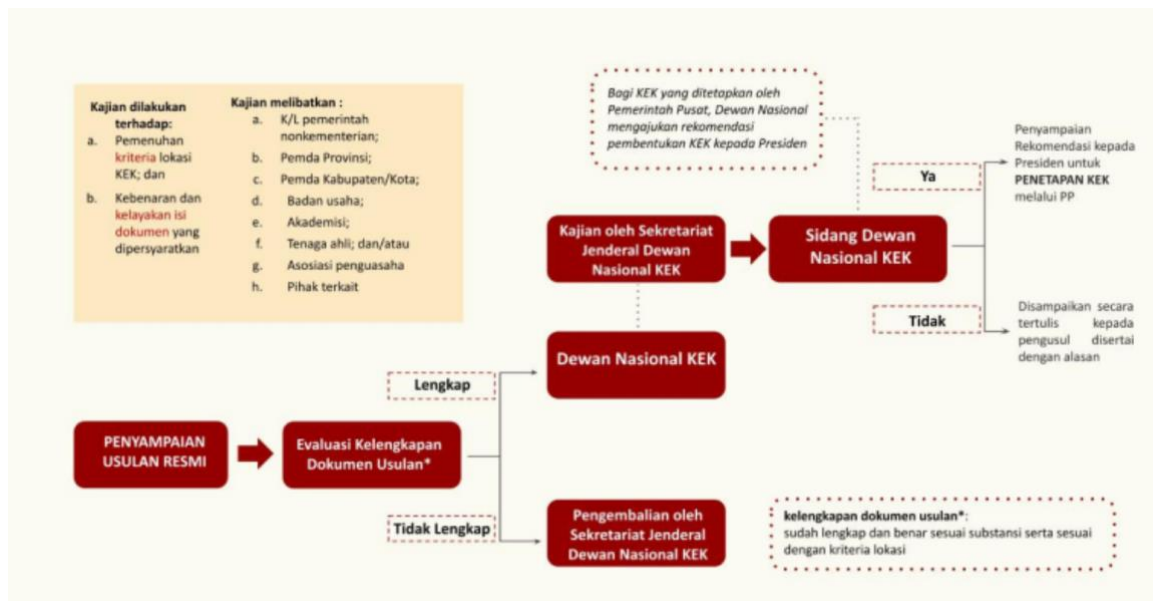 Kajian dilakukan
terhadap:
a. Pemenuhan
kriteria lokasi
KEK; dan
b. Kebenaran dan
kelayakan isi
dokumen yang
dipersyaratkan
Kajian melibatkan :
a. K/L pemerintah
nonkementerian;
b. Pemda Provinsi;
c. Pemda Kabupaten/Kota;
d. Badan usaha;
e. Akademisi;
f. Tenaga ahli; dan/atau
g. Asosiasi penguasaha
h. Pihak terkait
Bagi KEK yang ditetapkan oleh
Pemerintah Pusat, Dewan Nasional
mengajukan rekomendasi
pembentukan KEK kepada Presiden
Ya
Penyampaian
Rekomendasi kepada
Presiden untuk
PENETAPAN KEK
melalui PP
Kajian oleh Sekretariat
Jenderal Dewan
Nasional KEK
Sidang Dewan
Nasional KEK
Tidak
Disampaikan secara
tertulis kepada
pengusul disertai
dengan alasan
Dewan Nasional KEK
Lengkap
PENYAMPAIAN
USULAN RESMI
Evaluasi Kelengkapan
Dokumen Usulan*
Tidak Lengkap
Pengembalian oleh
Sekretariat Jenderal
Dewan Nasional KEK
kelengkapan dokumen usulan*:
sudah lengkap dan benar sesuai substansi serta sesuai
dengan kriteria lokasi